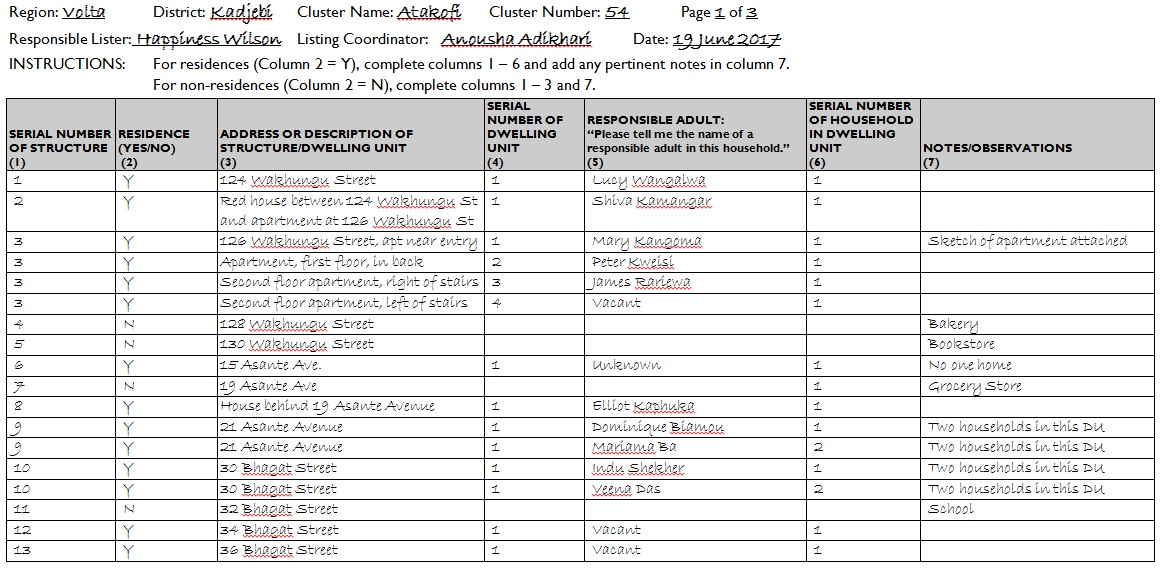 Region: Volta District: Kadjebi Cluster Name: Atakofi Cluster Number: 54 Page 1 of 3
Responsible Lister: Happiness Wilson Listing Coordinator: Anousha Adikhari Date: 19 June 2017
INSTRUCTIONS: For residences (Column 2 = Y), complete columns 1 – 6 and add any pertinent notes in column 7.
For non-residences (Column 2 = N), complete columns 1 – 3 and 7.
SERIAL NUMBER OF STRUCTURE (1) RESIDENCE (YES/NO) (2) ADDRESS OR DESCRIPTION OF STRUCTURE/DWELLING UNIT (3) SERIAL NUMBER OF DWELLING UNIT (4) RESPONSIBLE ADULT: “Please tell me the name of a responsible adult in this household.” (5) SERIAL NUMBER OF HOUSEHOLD IN DWELLING UNIT (6) NOTES/OBSERVATIONS (7)
1 Y 124 Wakhungu Street 1 Lucy Wangalwa 1
2 Y Red house between 124 Wakhungu St 1 Shiva Kamangar 1
and apartment at 126 Wakhungu St
3 Y 126 Wakhungu Street, apt near entry 1 Mary Kangoma 1 Sketch of apartment attached
3 Y Apartment, first floor, in back 2 Peter Kweisi 1
3 Y Second floor apartment, right of stairs 3 James Rariewa 1
3 Y Second floor apartment, left of stairs 4 Vacant 1
4 N 128 Wakhungu Street Bakery
5 N 130 Wakhungu Street Bookstore
6 Y 15 Asante Ave. 1 Unknown 1 No one home
7 N 19 Asante Ave 1 Grocery Store
8 Y House behind 19 Asante Avenue 1 Elliot Kaphuka 1
9 Y 21 Asante Avenue 1 Dominique Biamou 1 Two households in this DU
9 Y 21 Asante Avenue 1 Mariama Ba 2 Two households in this DU
10 Y 30 Bhagat Street 1 Indu Shekher 1 Two households in this DU
10 Y 30 Bhagat Street 1 Veena Das 2 Two households in this DU
11 N 32 Bhagat Street School
12 Y 34 Bhagat Street 1 Vacant 1
13 Y 36 Bhagat Street 1 Vacant 1